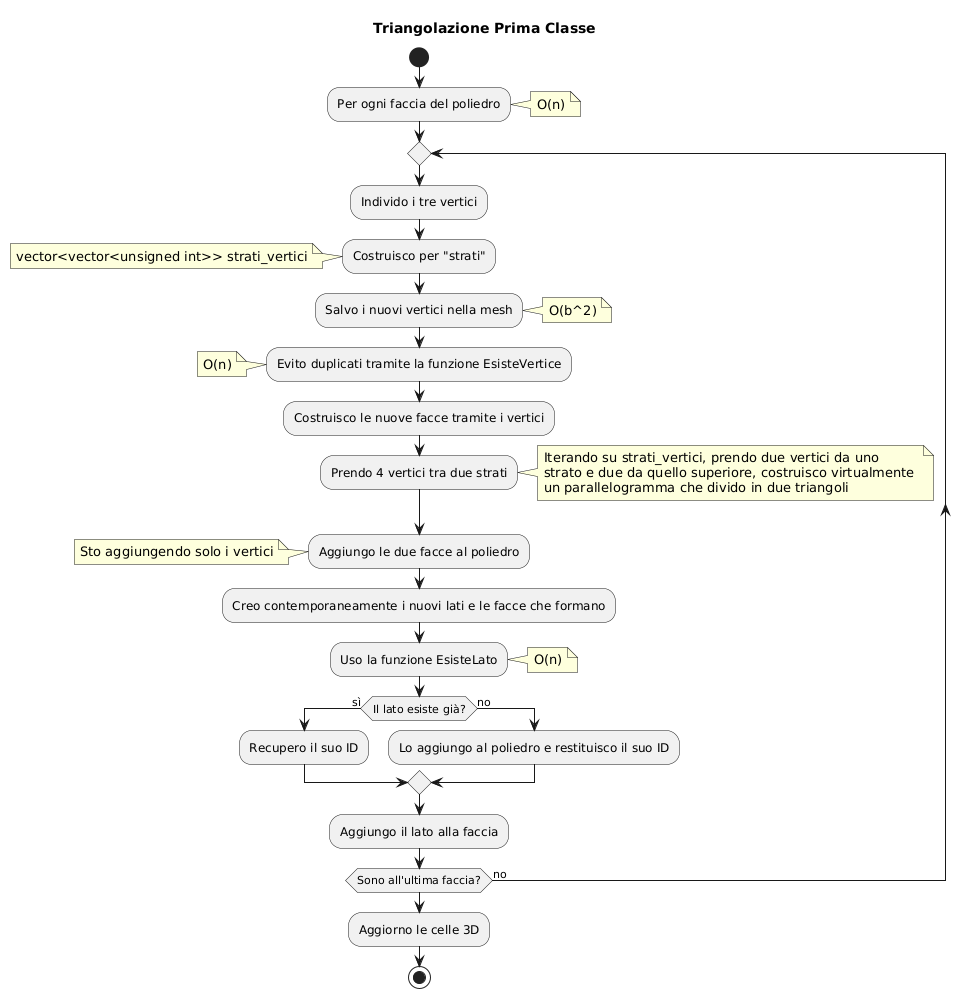 Triangolazione Prima Classe
Per ogni faccia del poliedro
O(n)
Individo i tre vertici
vector<vector<unsigned int>> strati_vertici
Costruisco per "strati"
Salvo i nuovi vertici nella mesh
O(b^2)
O(n)
Evito duplicati tramite la funzione EsisteVertice
Costruisco le nuove facce tramite i vertici
Prendo 4 vertici tra due strati
Iterando su strati_vertici, prendo due vertici da uno
strato e due da quello superiore, costruisco virtualmente
un parallelogramma che divido in due triangoli
Sto aggiungendo solo i vertici
Aggiungo le due facce al poliedro
Creo contemporaneamente i nuovi lati e le facce che formano
Uso la funzione EsisteLato
O(n)
sì
Il lato esiste già?
no
Recupero il suo ID
Lo aggiungo al poliedro e restituisco il suo ID
Aggiungo il lato alla faccia
Sono all'ultima faccia?
no
Aggiorno le celle 3D